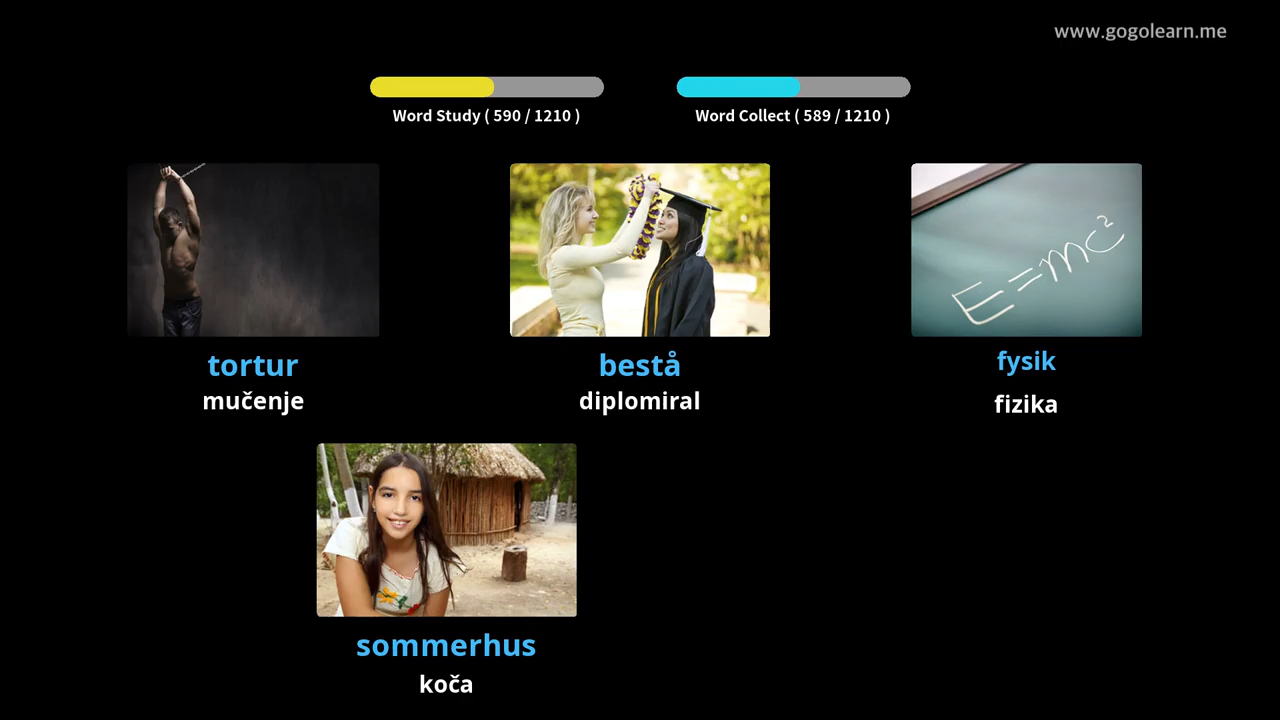 www.gogolearn.me
Word Study ( 590 / 1210 )
Word Collect ( 589 / 1210 )
E=mc²
tortur
mučenje
bestå
diplomiral
fysik
fizika
sommerhus
koča